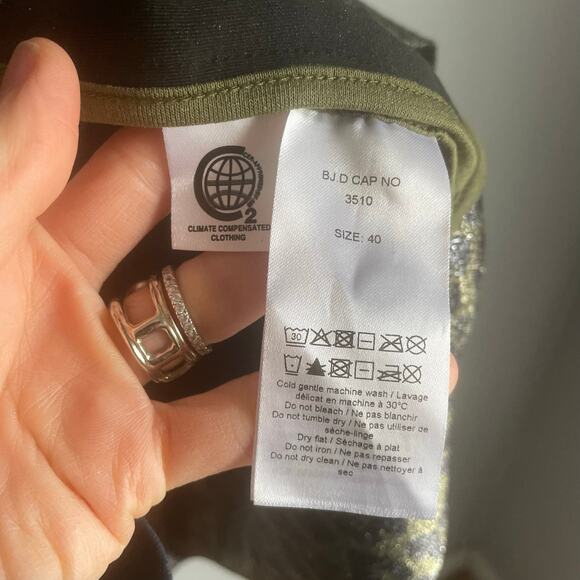 2
CLIMATE COMPENSATED
CLOTHING
BJ.D CAP NO
3510
SIZE: 40
30
Cold gentle machine wash / Lavage
délicat en machine à 30°C
Do not bleach / Ne pas blanchir
Do not tumble dry / Ne pas utiliser de
sèche-linge
Dry flat / Séchage à plat
Do not iron / Ne pas repasser
Do not dry clean / Ne pas nettoyer à
sec